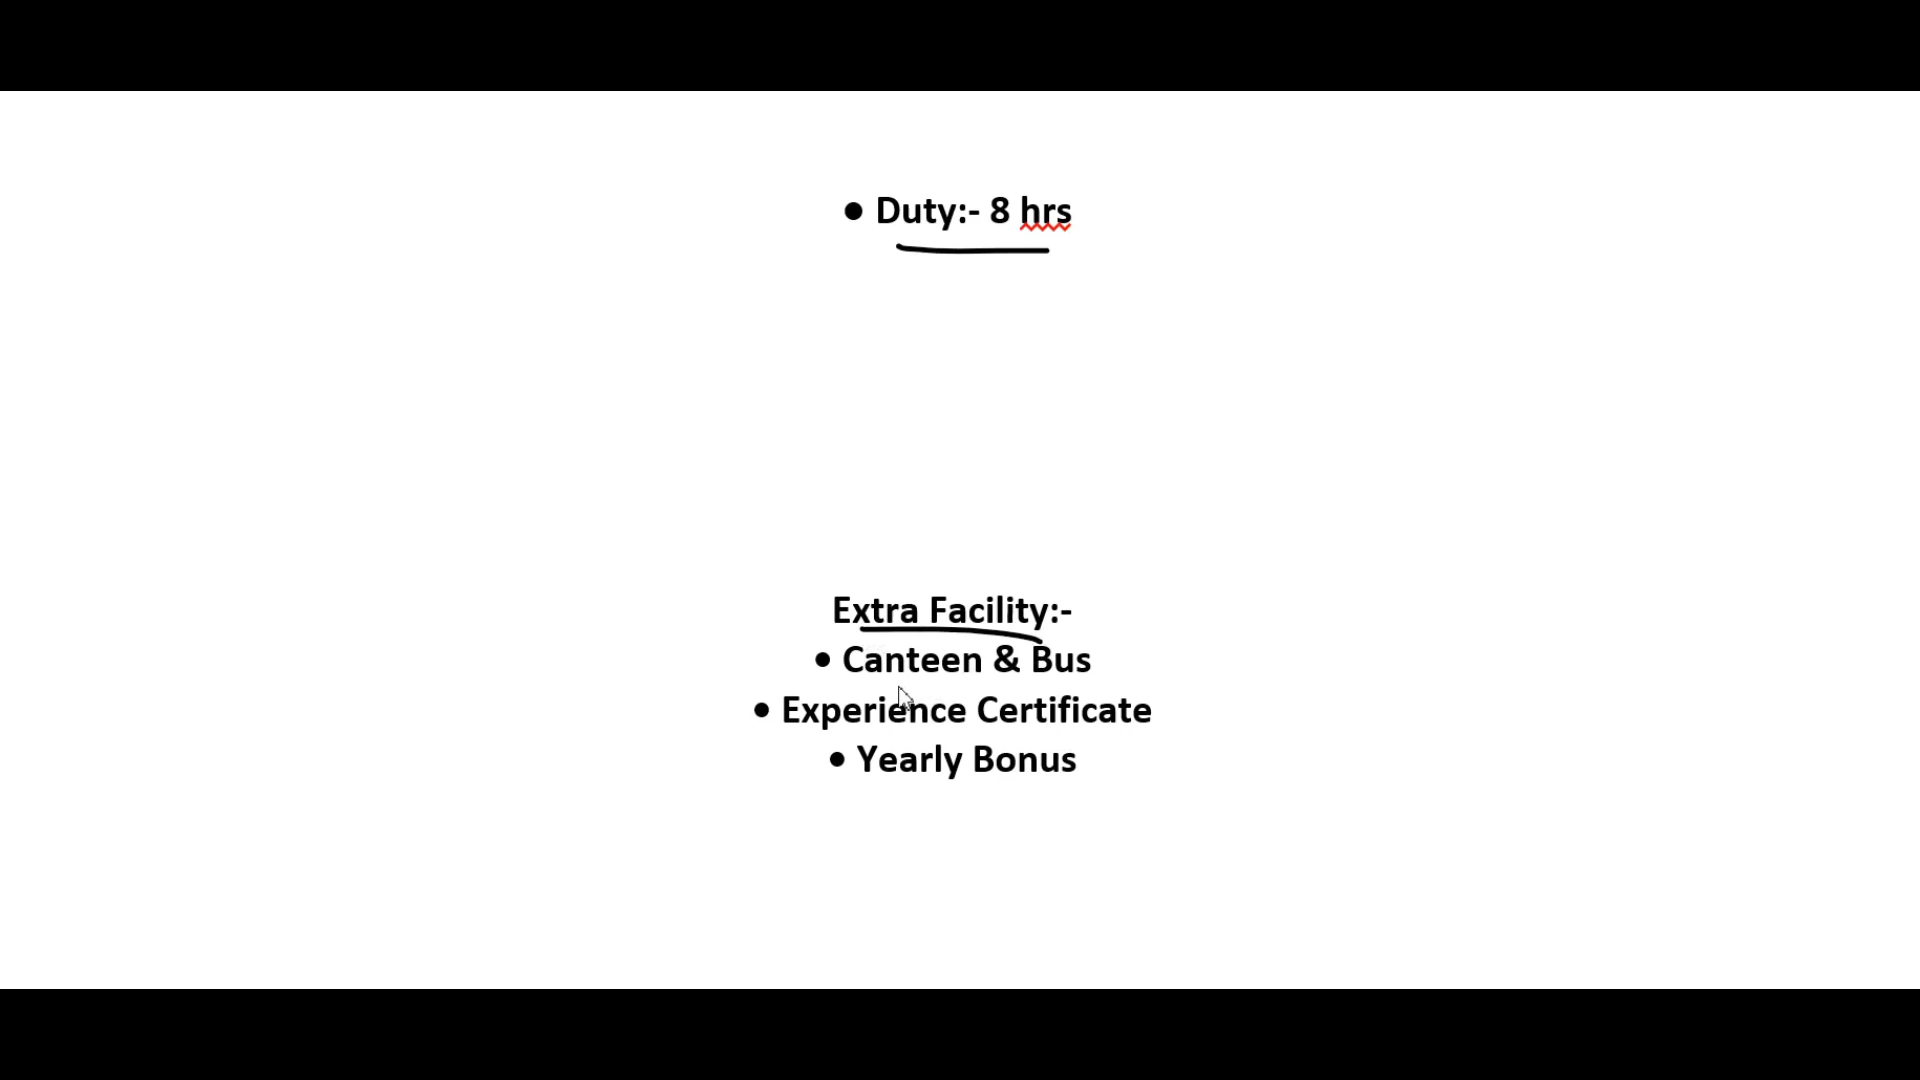 ● Duty:- 8 hrs
Extra Facility:-
● Canteen & Bus
● Experience Certificate
● Yearly Bonus